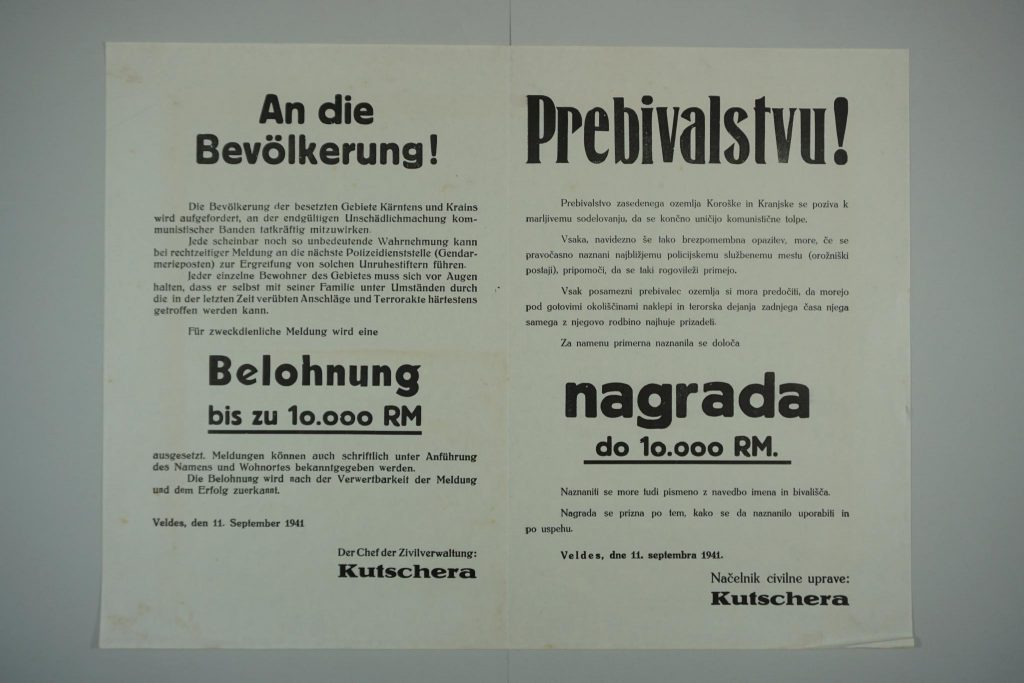 An die
Bevölkerung!
Die Bevölkerung der besetzten Gebiete Kärntens und Krains
wird aufgefordert, an der endgültigen Unschädlichmachung kom-
munistischer Banden tatkräftig mitzuwirken.
Jede scheinbar noch so unbedeutende Wahrnehmung kann
bei rechtzeitiger Meldung an die nächste Polizeidienststelle (Gendar-
merieposten) zur Ergreifung von solchen Unruhestiftern führen.
Jeder einzelne Bewohner des Gebietes muss sich vor Augen
halten, dass er selbst mit seiner Familie unter Umständen durch
die in der letzten Zeit verübten Anschläge und Terrorakte härtestens
getroffen werden kann.
Für zweckdienliche Meldung wird eine
Belohnung
bis zu 10.000 RM
ausgesetzt. Meldungen können auch schriftlich unter Anführung
des Namens und Wohnortes bekanntgegeben werden.
Die Belohnung wird nach der Verwertbarkeit der Meldung
und dem Erfolg zuerkannt.
Veldes, den 11. September 1941
Der Chef der Zivilverwaltung:
Kutschera
Prebivalstvu!
Prebivalstvo zasedenega ozemlja Koroške in Kranjske se poziva k
marljivemu sodelovanju, da se končno uničijo komunistične tolpe.
Vsaka, navidezno še tako brezpomembna opazitev, more, če se
pravočasno naznani najbližjemu policijskemu službenemu mestu (orožniški
postaji), pripomoči, da se taki rogovileži primejo.
Vsak posamezni prebivalec ozemlja si mora predočiti, da morejo
pod gotovimi okoliščinami naklepi in terorska dejanja zadnjega časa njega
samega z njegovo rodbino najhuje prizadeti.
Za namenu primerna naznanila se določa
nagrada
do 10.000 RM.
Naznaniti se more tudi pismeno z navedbo imena in bivališča.
Nagrada se prizna po tem, kako se da naznanilo uporabiti in
po uspehu.
Veldes, dne 11. septembra 1941.
Načelnik civilne uprave:
Kutschera